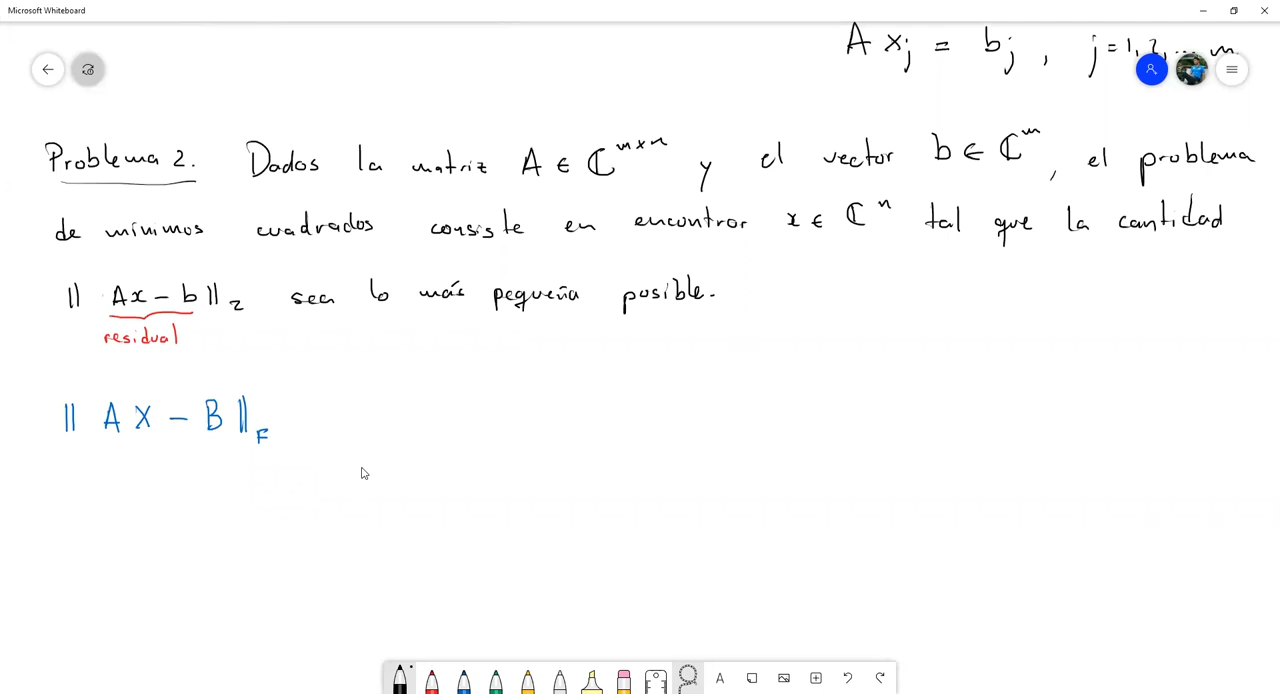 Microsoft Whiteboard
A x_j = b_j , j = 1, 2, ... m
Problema 2. Dados la matriz A ∈ ℂ^{m×n} y el vector b ∈ ℂ^m, el problema
de mínimos cuadrados consiste en encontrar x ∈ ℂ^n tal que la cantidad
‖ Ax − b ‖_2 sea lo más pequeña posible.
residual
‖ A X − B ‖_F
A